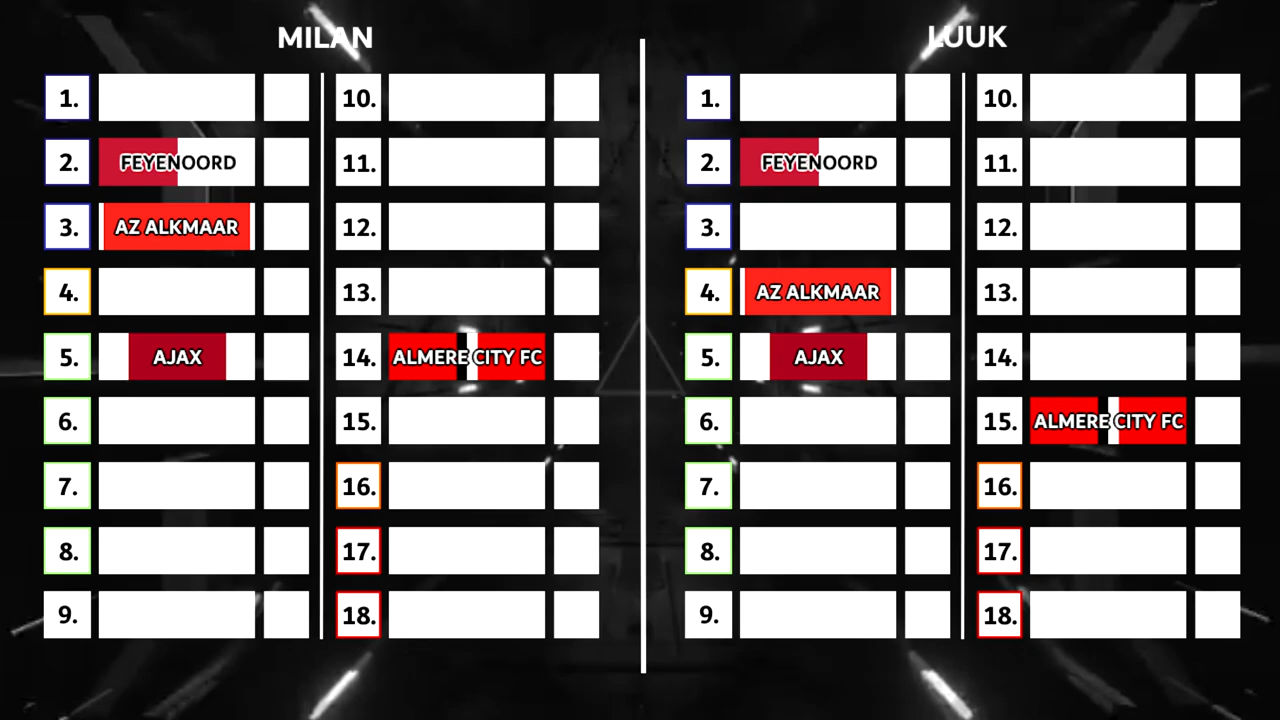 MILAN
1.
2. FEYENOORD
3. AZ ALKMAAR
4.
5. AJAX
6.
7.
8.
9.
10.
11.
12.
13.
14. ALMERE CITY FC
15.
16.
17.
18.
LUUK
1.
2. FEYENOORD
3.
4. AZ ALKMAAR
5. AJAX
6.
7.
8.
9.
10.
11.
12.
13.
14.
15. ALMERE CITY FC
16.
17.
18.